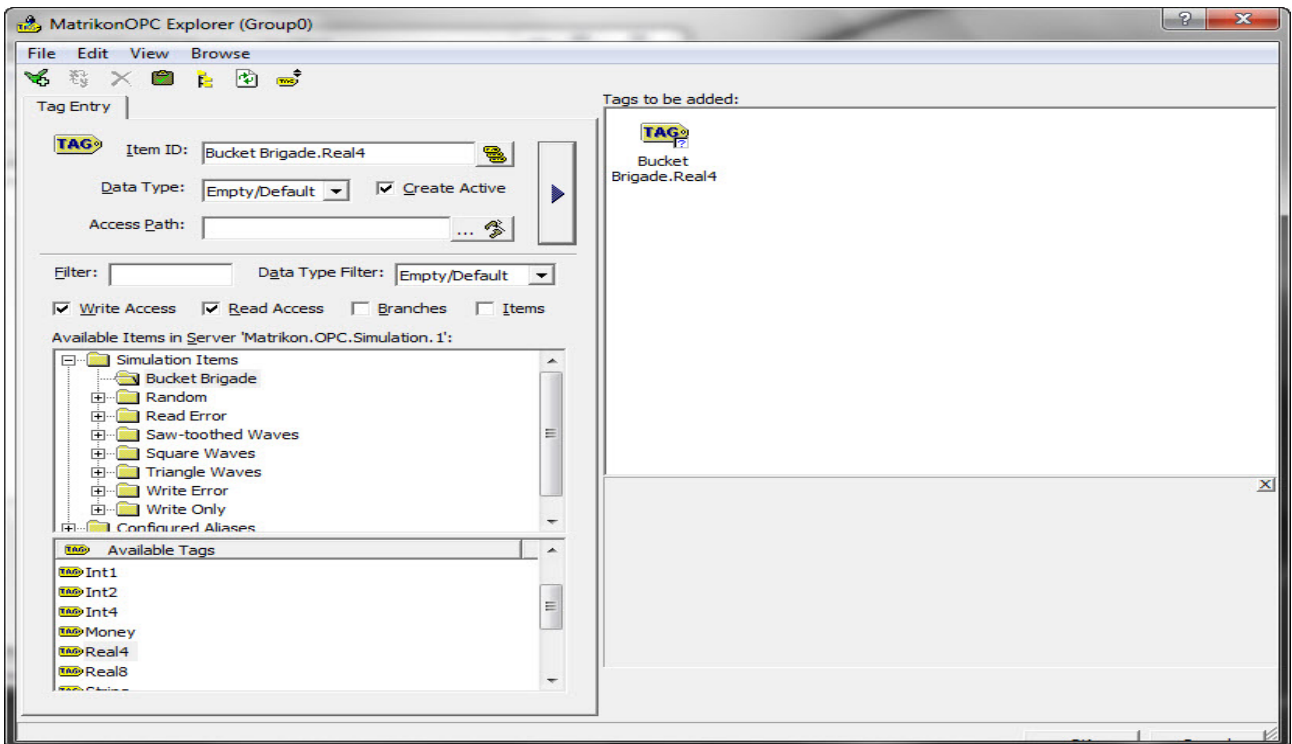 MatrikonOPC Explorer (Group0)
File Edit View Browse
Tag Entry
TAG
Item ID: Bucket Brigade.Real4
Data Type: Empty/Default Create Active
Access Path: ...
Filter: Data Type Filter: Empty/Default
Write Access Read Access Branches Items
Available Items in Server 'Matrikon.OPC.Simulation.1':
Simulation Items
Bucket Brigade
Random
Read Error
Saw-toothed Waves
Square Waves
Triangle Waves
Write Error
Write Only
Configured Aliases
Available Tags
Int1
Int2
Int4
Money
Real4
Real8
Tags to be added:
TAG
Bucket
Brigade.Real4